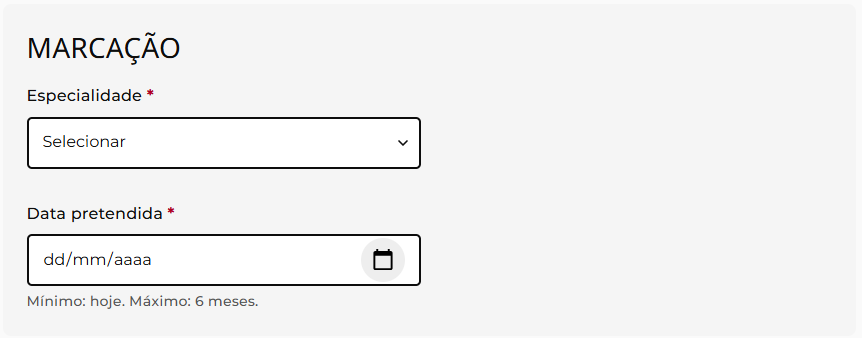 MARCAÇÃO
Especialidade *
Selecionar
Data pretendida *
dd/mm/aaaa
Mínimo: hoje. Máximo: 6 meses.